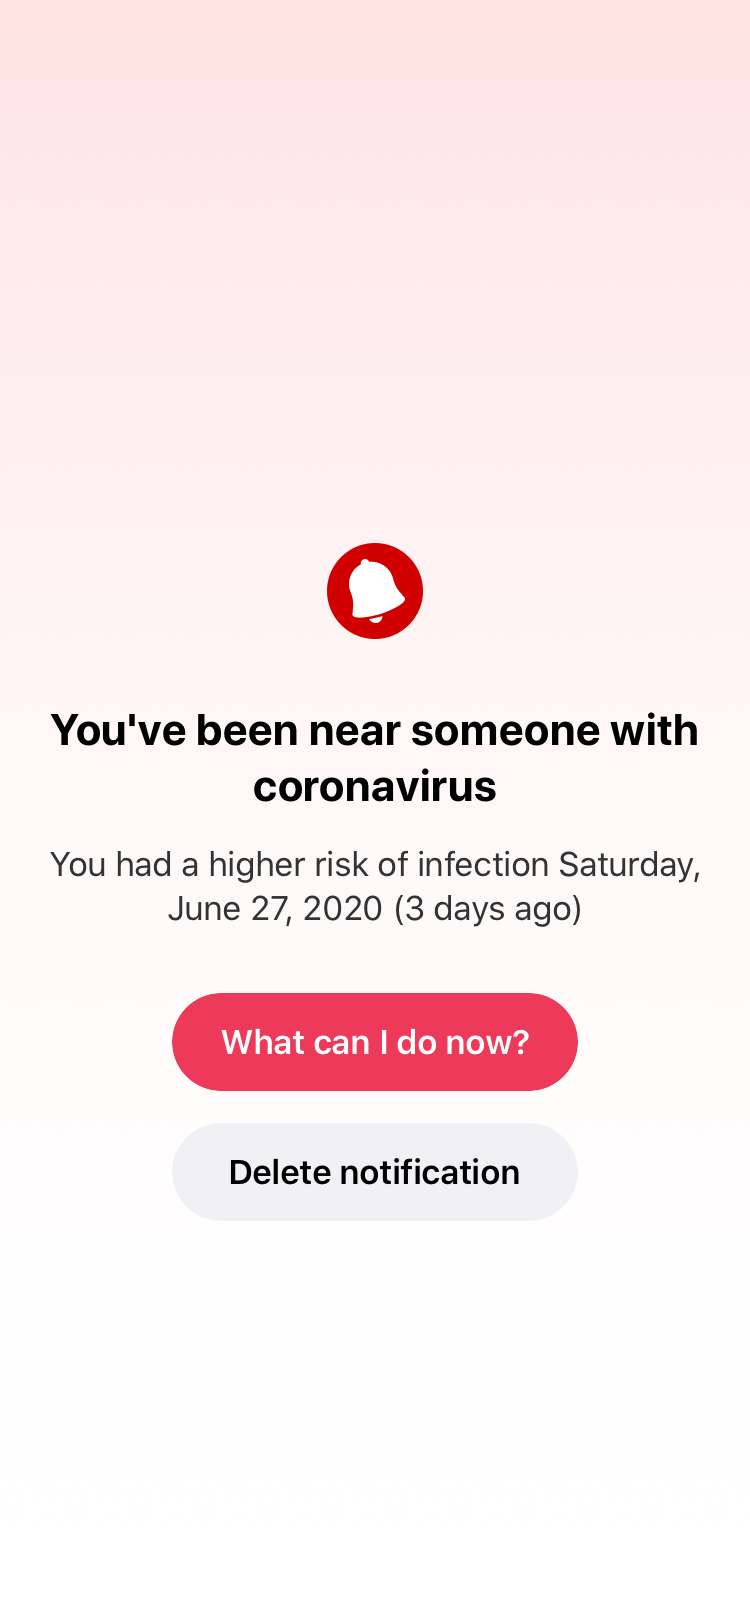 You've been near someone with
coronavirus
You had a higher risk of infection Saturday,
June 27, 2020 (3 days ago)
What can I do now?
Delete notification